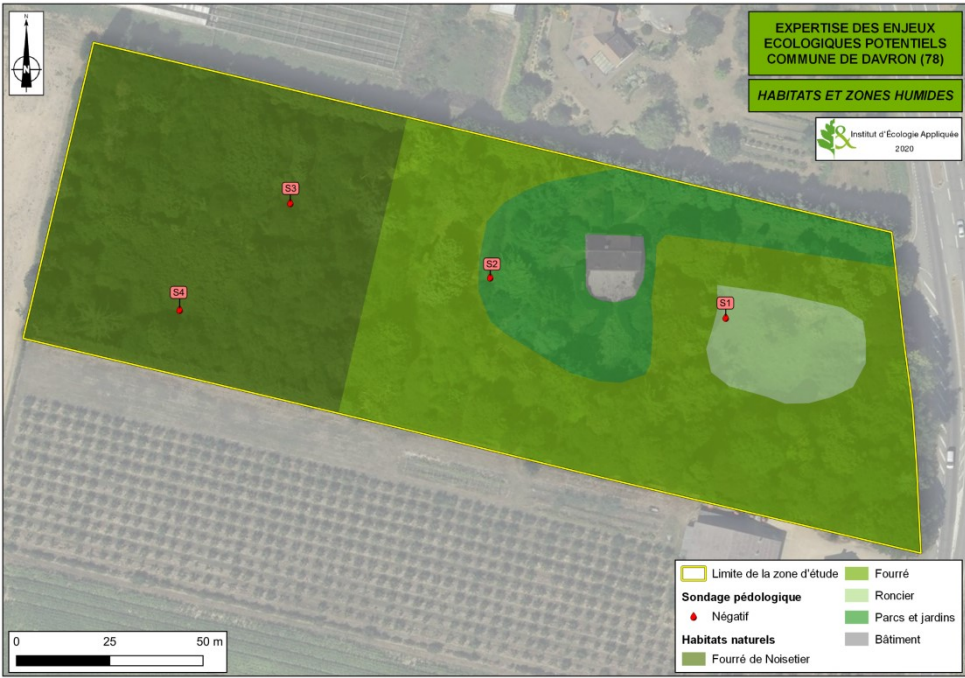 N
EXPERTISE DES ENJEUX
ECOLOGIQUES POTENTIELS
COMMUNE DE DAVRON (78)
HABITATS ET ZONES HUMIDES
& Institut d'Écologie Appliquée
2020
S3
S2
S4
S1
Limite de la zone d'étude
Sondage pédologique
Négatif
Habitats naturels
Fourré de Noisetier
Fourré
Roncier
Parcs et jardins
Bâtiment
0 25 50 m